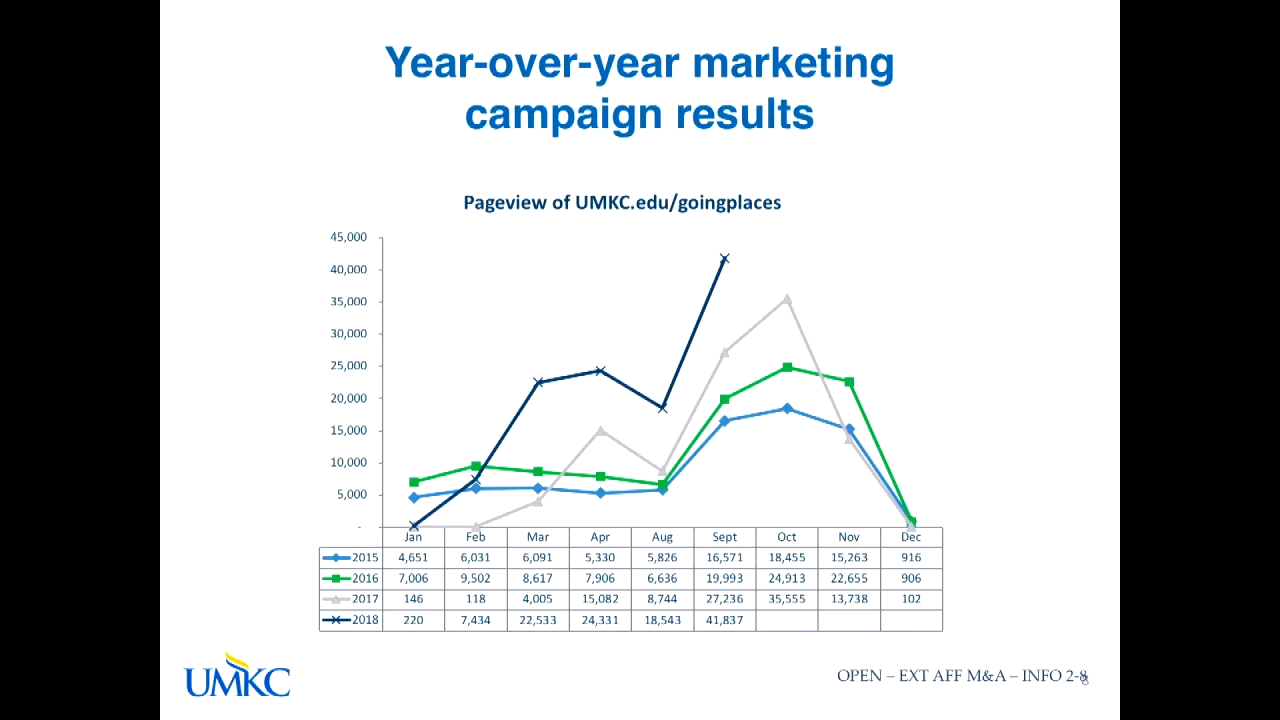 Year-over-year marketing
campaign results
Pageview of UMKC.edu/goingplaces
45,000
40,000
35,000
30,000
25,000
20,000
15,000
10,000
5,000
-
Jan Feb Mar Apr Aug Sept Oct Nov Dec
2015 4,651 6,031 6,091 5,330 5,826 16,571 18,455 15,263 916
2016 7,006 9,502 8,617 7,906 6,636 19,993 24,913 22,655 906
2017 146 118 4,005 15,082 8,744 27,236 35,555 13,738 102
2018 220 7,434 22,533 24,331 18,543 41,837
UMKC
OPEN – EXT AFF M&A – INFO 2-8